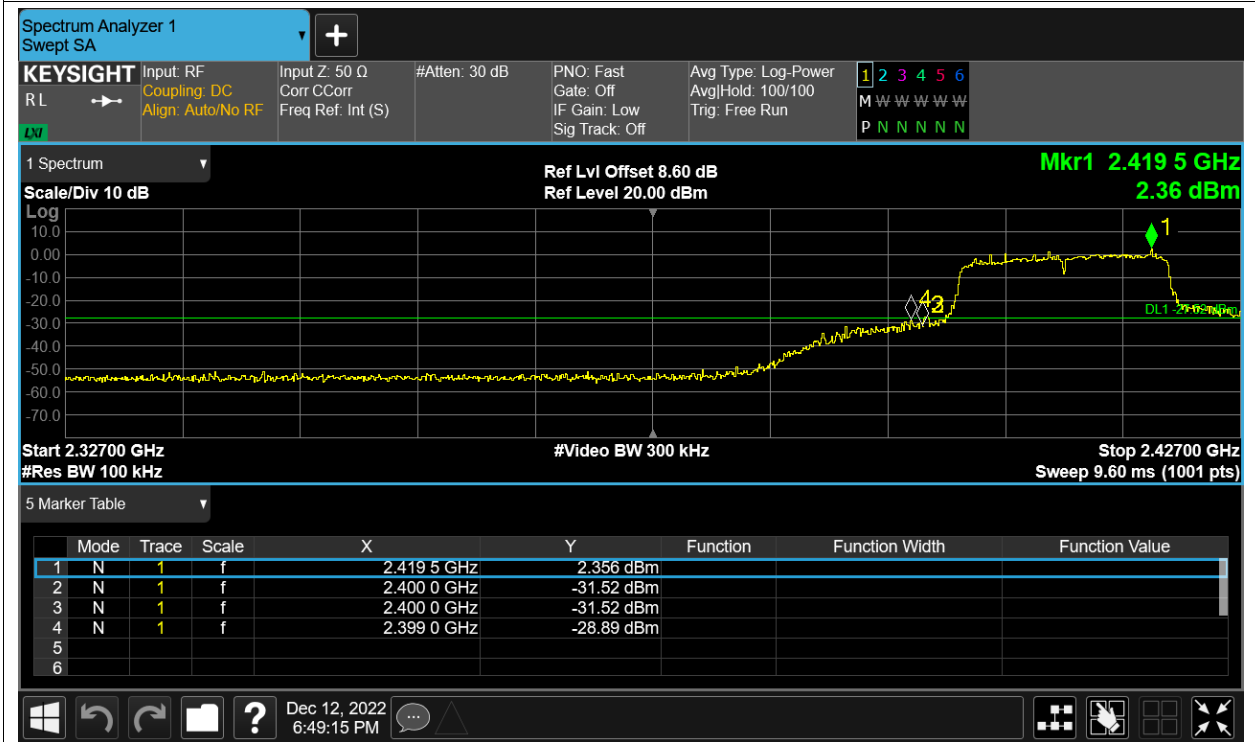 Spectrum Analyzer 1
Swept SA
+
KEYSIGHT
R L
LXI
Input: RF
Coupling: DC
Align: Auto/No RF
Input Z: 50 Ω
Corr CCorr
Freq Ref: Int (S)
#Atten: 30 dB
PNO: Fast
Gate: Off
IF Gain: Low
Sig Track: Off
Avg Type: Log-Power
Avg|Hold: 100/100
Trig: Free Run
1 2 3 4 5 6
M W W W W W
P N N N N N
1 Spectrum
Scale/Div 10 dB
Ref Lvl Offset 8.60 dB
Ref Level 20.00 dBm
Mkr1 2.419 5 GHz
2.36 dBm
Log
10.0
0.00
-10.0
-20.0
-30.0
-40.0
-50.0
-60.0
-70.0
1
4
DL1
Start 2.32700 GHz
#Video BW 300 kHz
Stop 2.42700 GHz
#Res BW 100 kHz
Sweep 9.60 ms (1001 pts)
5 Marker Table
Mode Trace Scale X Y Function Function Width Function Value
1 N 1 f 2.419 5 GHz 2.356 dBm
2 N 1 f 2.400 0 GHz -31.52 dBm
3 N 1 f 2.400 0 GHz -31.52 dBm
4 N 1 f 2.399 0 GHz -28.89 dBm
5
6
?
Dec 12, 2022
6:49:15 PM